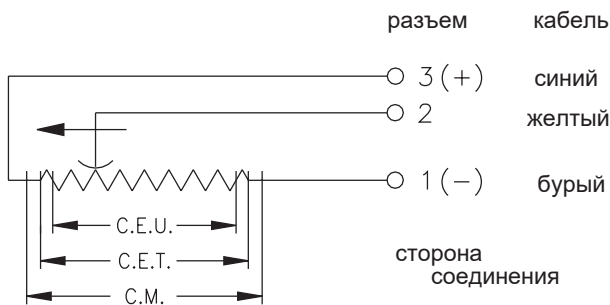 разъем кабель
3 (+) синий
2 желтый
1 (−) бурый
C.E.U.
C.E.T.
C.M.
сторона
соединения